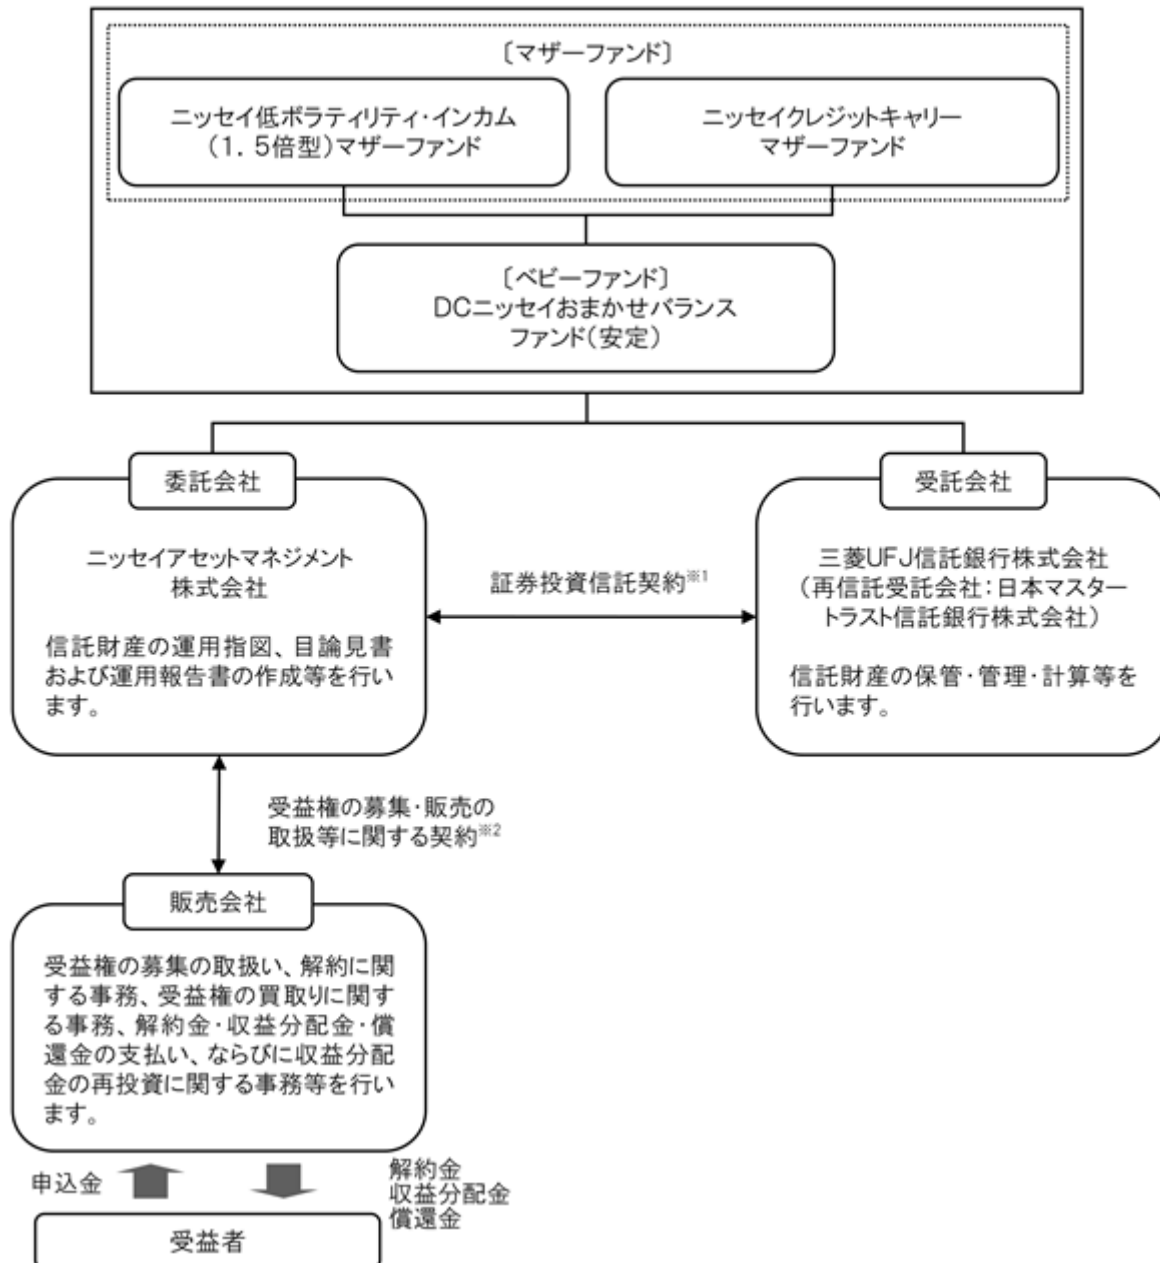 〔マザーファンド〕
ニッセイ低ボラティリティ・インカム
（1．5倍型）マザーファンド
ニッセイクレジットキャリー
マザーファンド
〔ベビーファンド〕
DCニッセイおまかせバランス
ファンド（安定）
委託会社
ニッセイアセットマネジメント
株式会社
信託財産の運用指図、目論見書
および運用報告書の作成等を行い
ます。
証券投資信託契約※1
受託会社
三菱UFJ信託銀行株式会社
（再信託受託会社：日本マスター
トラスト信託銀行株式会社）
信託財産の保管・管理・計算等を
行います。
受益権の募集・販売の
取扱等に関する契約※2
販売会社
受益権の募集の取扱い、解約に関
する事務、受益権の買取りに関す
る事務、解約金・収益分配金・償
還金の支払い、ならびに収益分配
金の再投資に関する事務等を行い
ます。
申込金
解約金
収益分配金
償還金
受益者